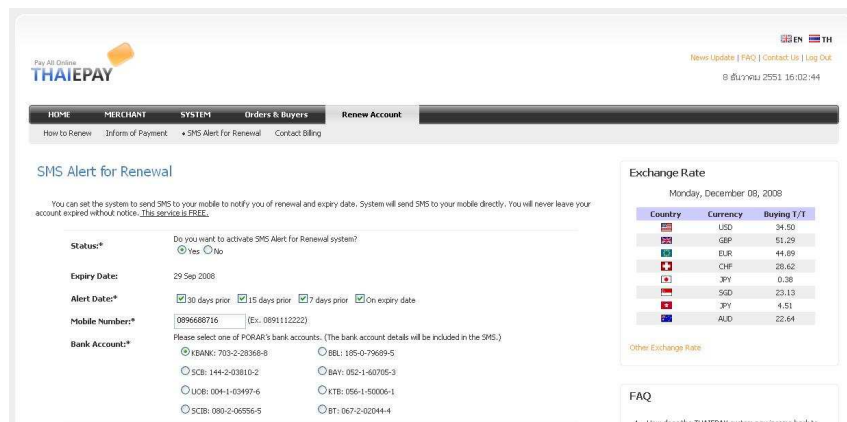 EN TH
Pay All Online
THAIEPAY
News Update | FAQ | Contact Us | Log Out
8 ธันวาคม 2551 16:02:44
HOME MERCHANT SYSTEM Orders & Buyers Renew Account
How to Renew Inform of Payment • SMS Alert for Renewal Contact Billing
SMS Alert for Renewal
You can set the system to send SMS to your mobile to notify you of renewal and expiry date. System will send SMS to your mobile directly. You will never leave your
account expired without notice. This service is FREE.
Status:* Do you want to activate SMS Alert for Renewal system?
Yes No
Expiry Date: 29 Sep 2008
Alert Date:* 30 days prior 15 days prior 7 days prior On expiry date
Mobile Number:* 0896688716 (Ex. 0891112222)
Bank Account:* Please select one of PORAR's bank accounts. (The bank account details will be included in the SMS.)
KBANK: 703-2-28368-8 BBL: 185-0-79689-5
SCB: 144-2-03810-2 BAY: 052-1-60705-3
UOB: 004-1-03497-6 KTB: 056-1-50006-1
SCIB: 080-2-06556-5 BT: 067-2-02044-4
Exchange Rate
Monday, December 08, 2008
Country Currency Buying T/T
USD 34.50
GBP 51.29
EUR 44.89
CHF 28.62
JPY 0.38
SGD 23.13
JPY 4.51
AUD 22.64
Other Exchange Rate
FAQ